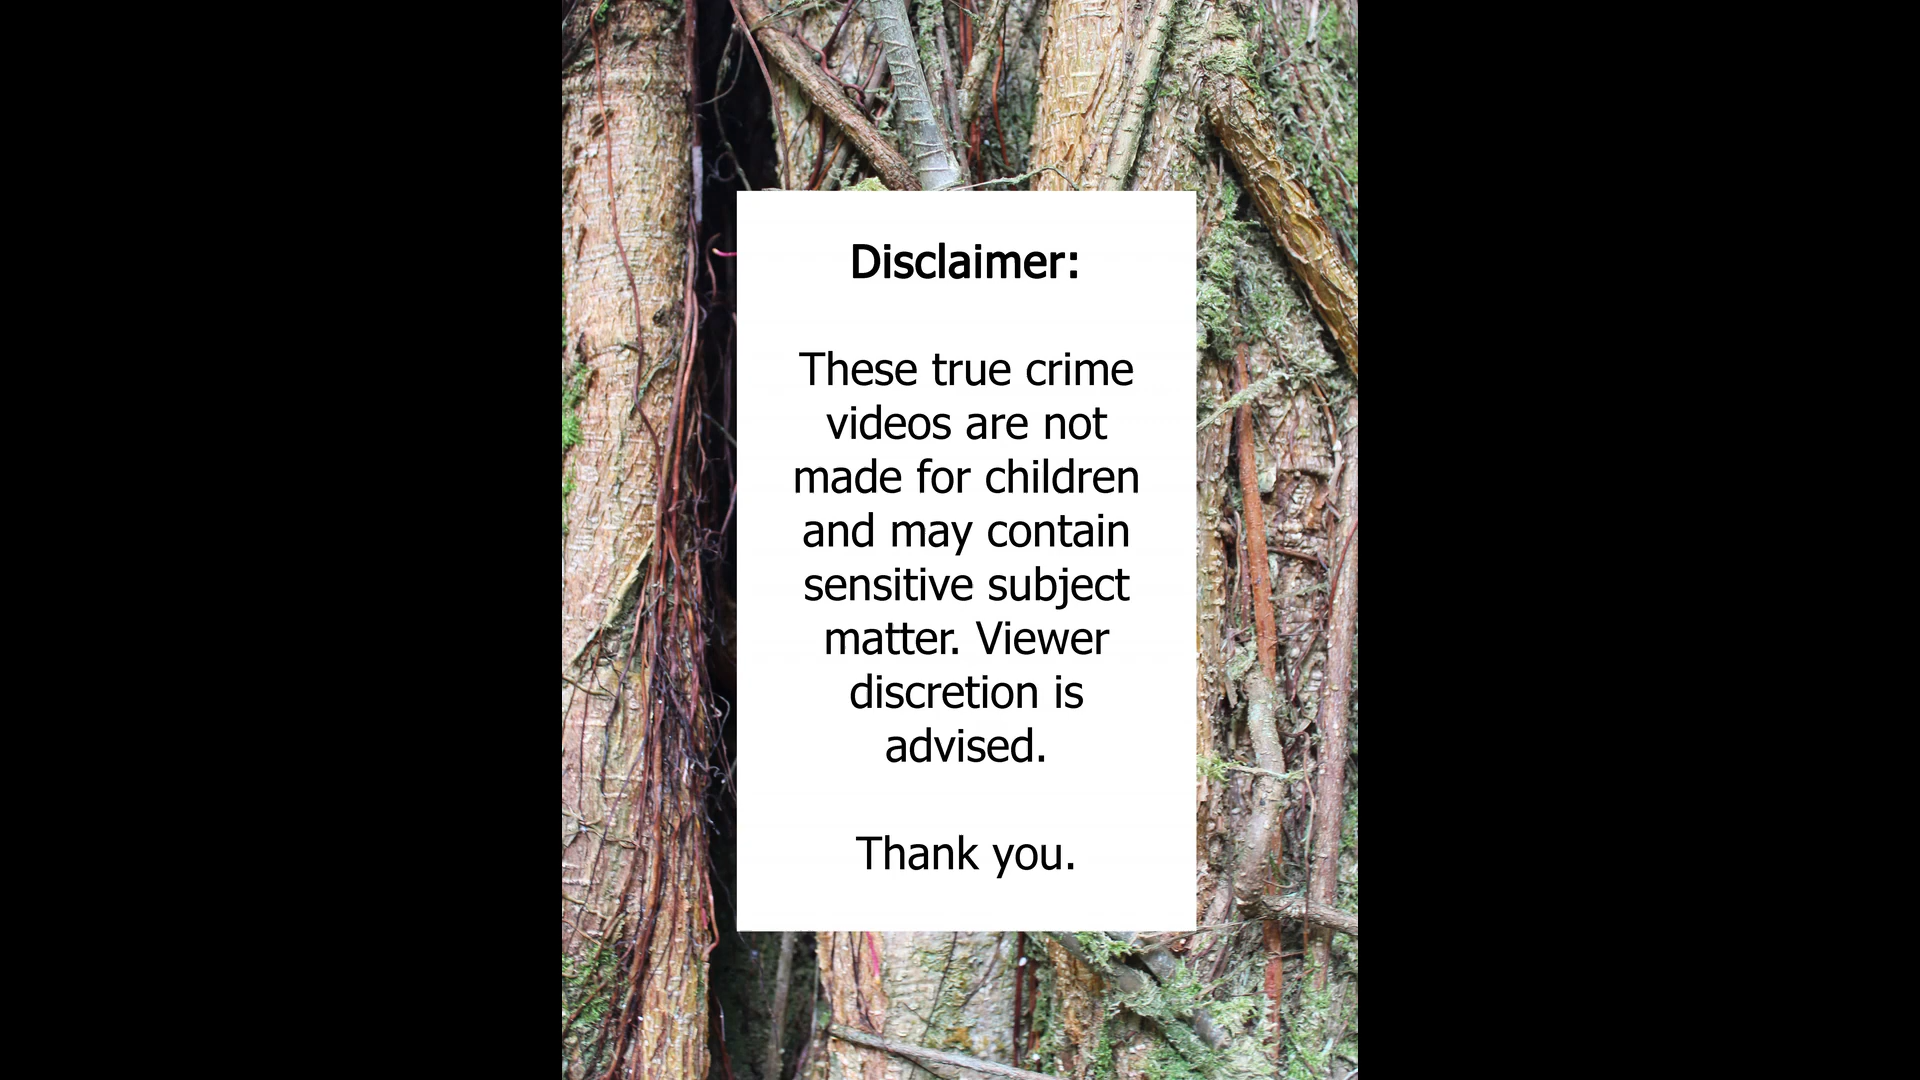 Disclaimer:
These true crime
videos are not
made for children
and may contain
sensitive subject
matter. Viewer
discretion is
advised.
Thank you.